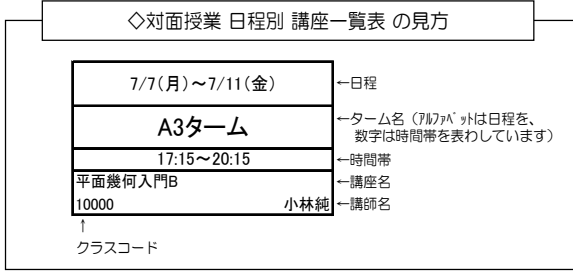 ◇対面授業 日程別 講座一覧表 の見方
7/7(月)～7/11(金)
←日程
A3ターム
←ターム名（ｱﾙﾌｧﾍﾞｯﾄは日程を、
数字は時間帯を表わしています）
17:15～20:15
←時間帯
平面幾何入門B
←講座名
10000 小林純
←講師名
↑
クラスコード